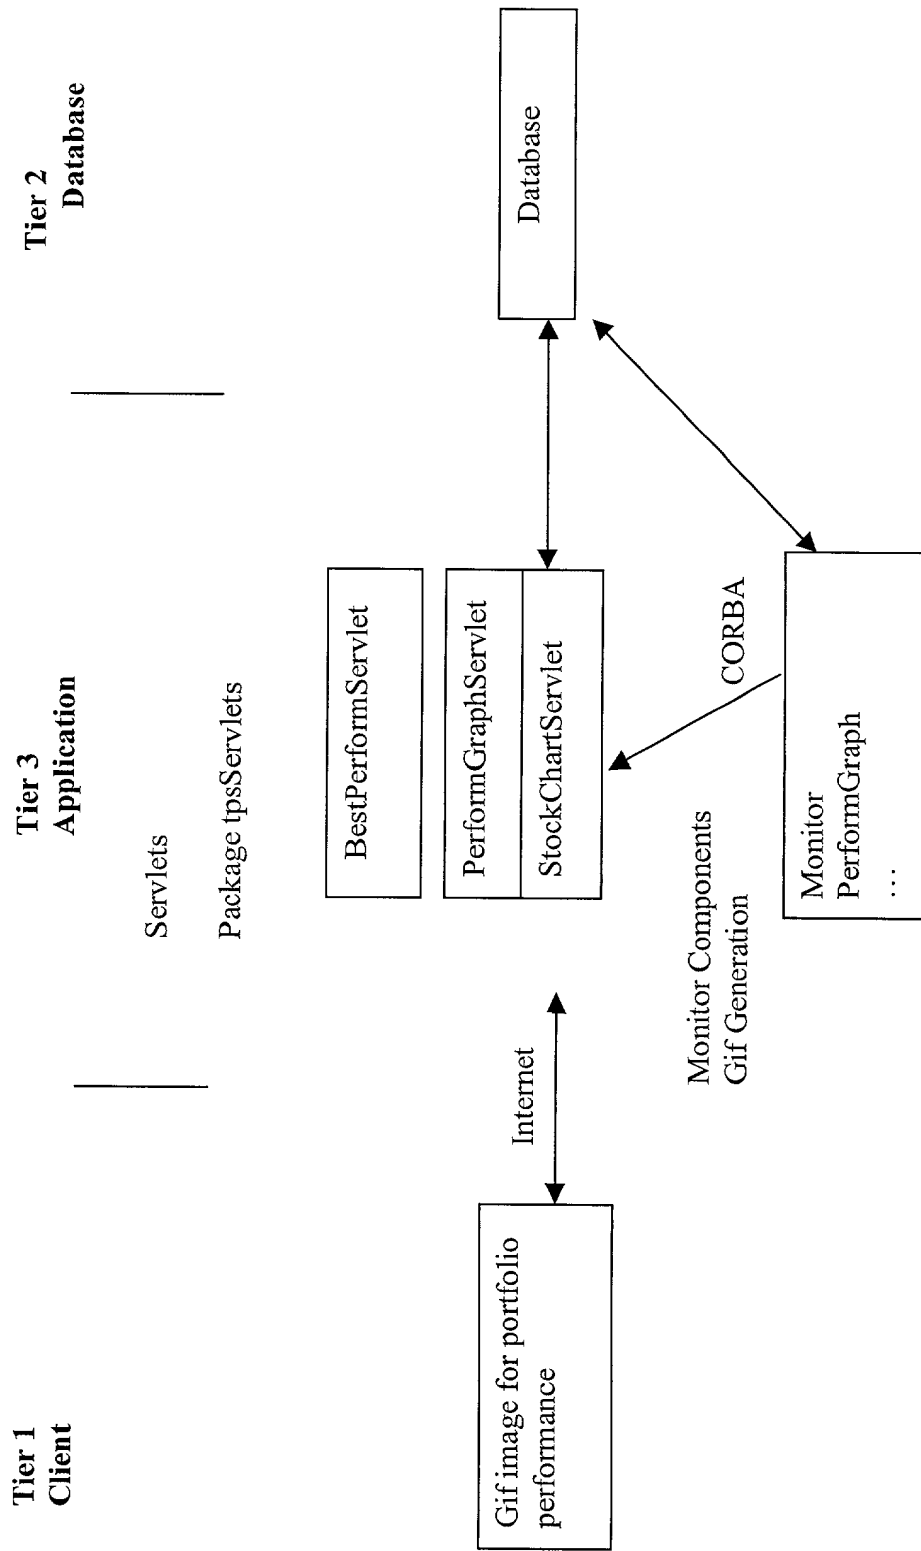 Tier 1
Client
Tier 3
Application
Tier 2
Database
Servlets
Package tpsServlets
BestPerformServlet
PerformGraphServlet
StockChartServlet
Database
Internet
Gif image for portfolio
performance
Monitor Components
Gif Generation
CORBA
Monitor
PerformGraph
…